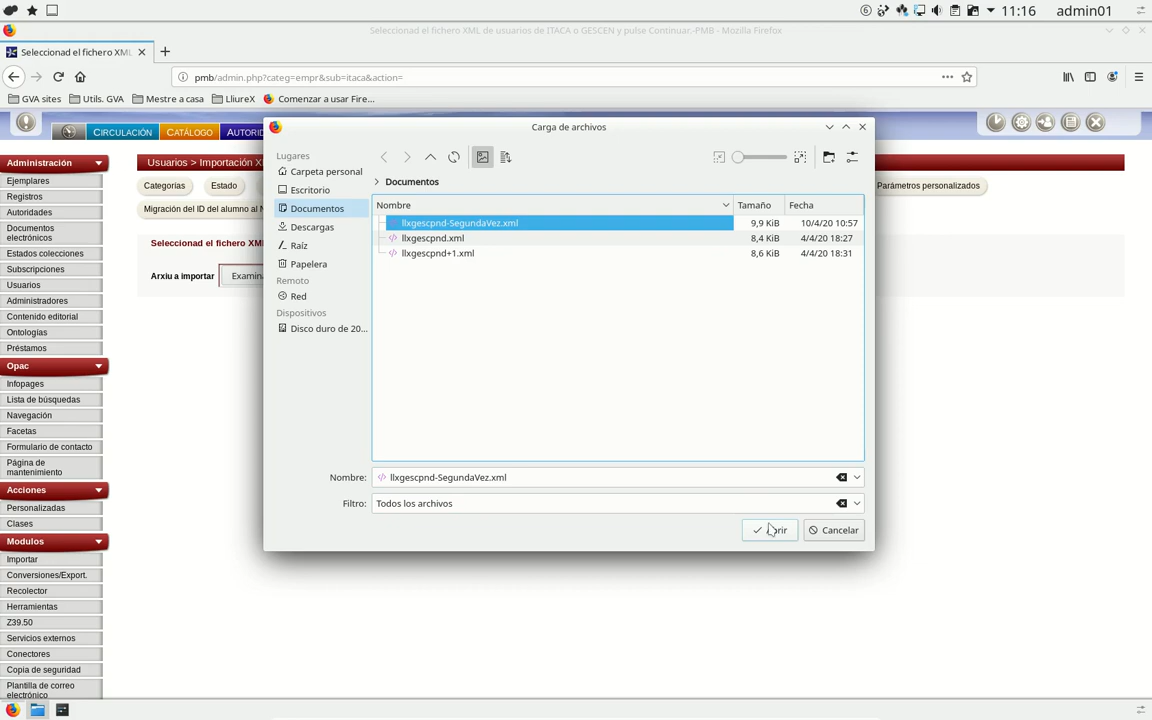 11:16 admin01
Seleccionad el fichero XML de usuarios de ITACA o GESCEN y pulse Continuar.-PMB - Mozilla Firefox
Seleccionad el fichero XML
pmb/admin.php?categ=empr&sub=itaca&action=
GVA sites Utils. GVA Mestre a casa LliureX Comenzar a usar Fire...
CIRCULACIÓN CATÁLOGO AUTORID
Administración
Ejemplares
Registros
Autoridades
Documentos
electrónicos
Estados colecciones
Subscripciones
Usuarios
Administradores
Contenido editorial
Ontologías
Préstamos
Opac
Infopages
Lista de búsquedas
Navegación
Facetas
Formulario de contacto
Página de
mantenimiento
Acciones
Personalizadas
Clases
Modulos
Importar
Conversiones/Export.
Recolector
Herramientas
Z39.50
Servicios externos
Conectores
Copia de seguridad
Plantilla de correo
electrónico
Usuarios > Importación
Categorias Estado Parámetros personalizados
Migración del ID del alumno al
Seleccionad el fichero XM
Arxiu a importar Examina
Carga de archivos
Lugares
Carpeta personal
Escritorio
Documentos
Descargas
Raíz
Papelera
Remoto
Red
Dispositivos
Disco duro de 20...
Documentos
Nombre Tamaño Fecha
llxgescpnd-SegundaVez.xml 9,9 KiB 10/4/20 10:57
llxgescpnd.xml 8,4 KiB 4/4/20 18:27
llxgescpnd+1.xml 8,6 KiB 4/4/20 18:31
Nombre: llxgescpnd-SegundaVez.xml
Filtro: Todos los archivos
Abrir Cancelar